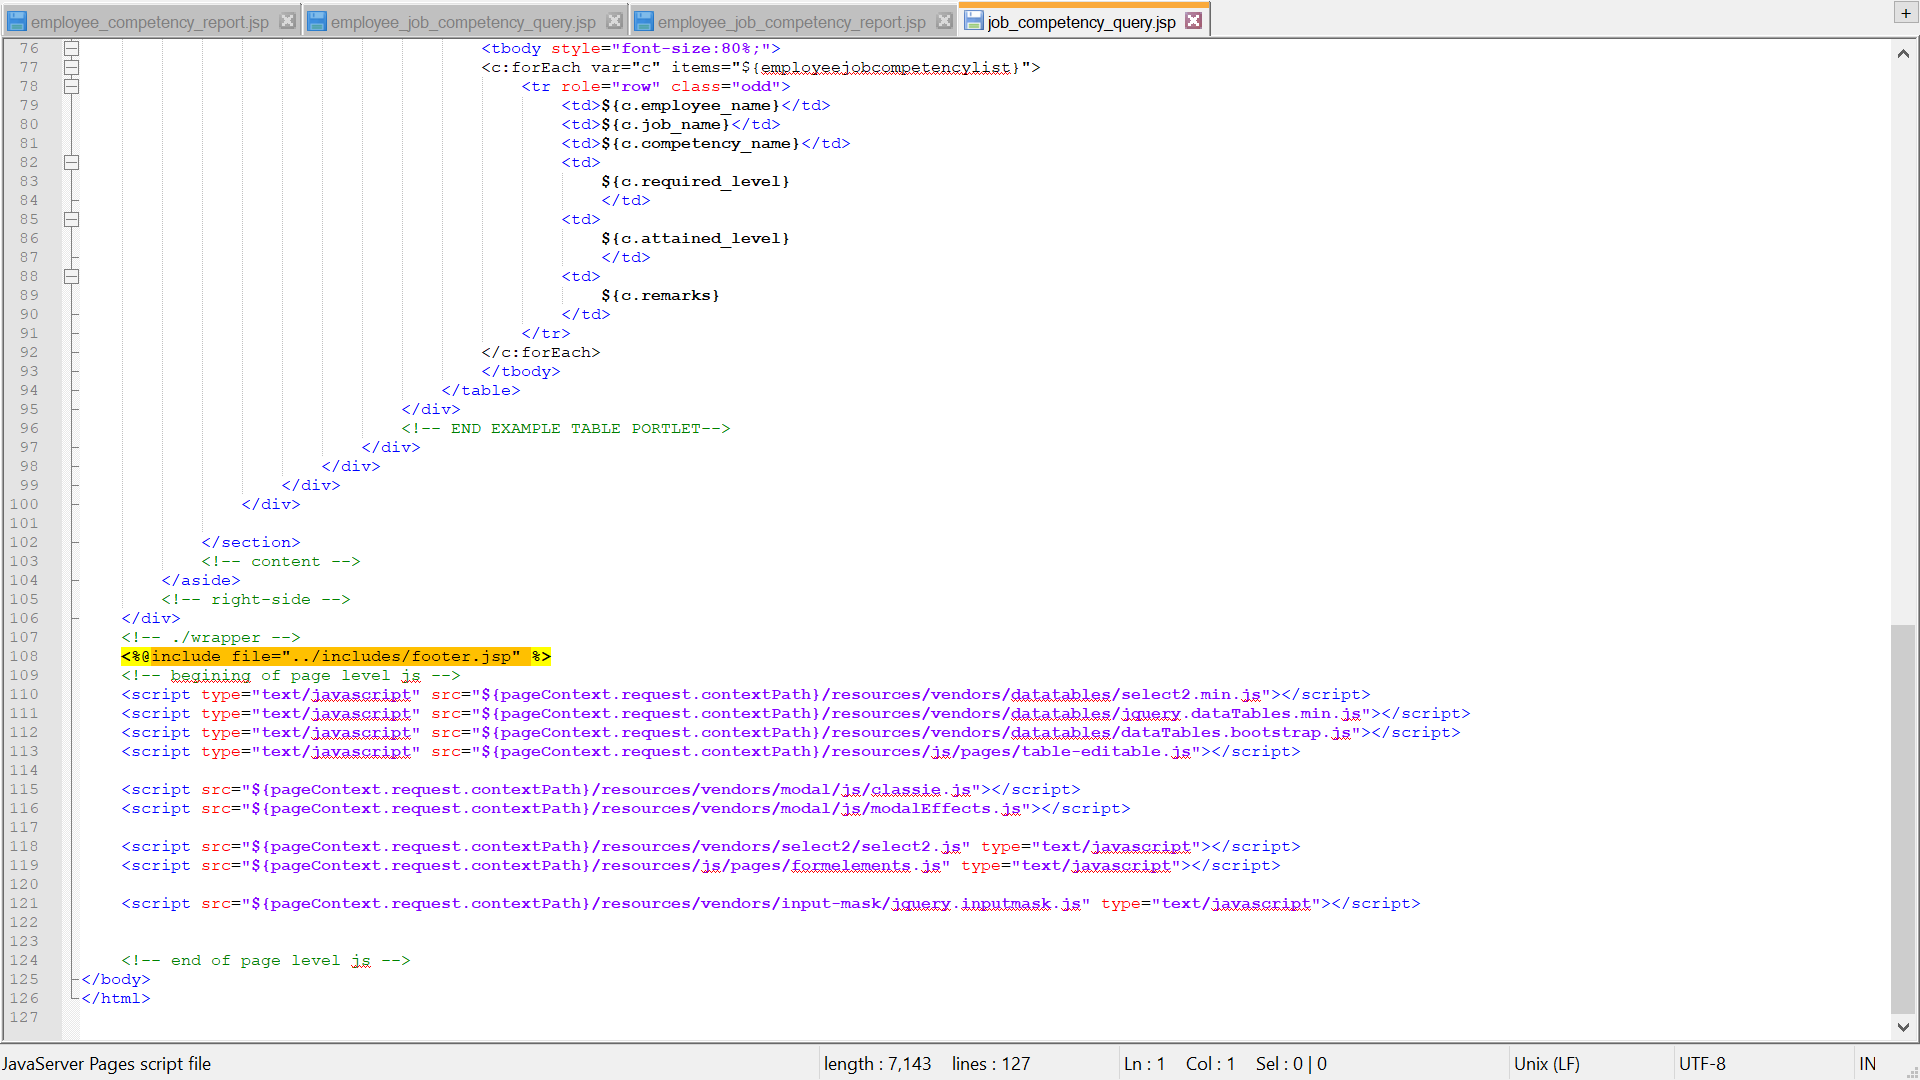 employee_competency_report.jsp employee_job_competency_query.jsp employee_job_competency_report.jsp job_competency_query.jsp +
76 <tbody style="font-size:80%;">
77 <c:forEach var="c" items="${employeejobcompetencylist}">
78 <tr role="row" class="odd">
79 <td>${c.employee_name}</td>
80 <td>${c.job_name}</td>
81 <td>${c.competency_name}</td>
82 <td>
83 ${c.required_level}
84 </td>
85 <td>
86 ${c.attained_level}
87 </td>
88 <td>
89 ${c.remarks}
90 </td>
91 </tr>
92 </c:forEach>
93 </tbody>
94 </table>
95 </div>
96 <!-- END EXAMPLE TABLE PORTLET-->
97 </div>
98 </div>
99 </div>
100 </div>
101
102 </section>
103 <!-- content -->
104 </aside>
105 <!-- right-side -->
106 </div>
107 <!-- ./wrapper -->
108 <%@include file="../includes/footer.jsp" %>
109 <!-- begining of page level js -->
110 <script type="text/javascript" src="${pageContext.request.contextPath}/resources/vendors/datatables/select2.min.js"></script>
111 <script type="text/javascript" src="${pageContext.request.contextPath}/resources/vendors/datatables/jquery.dataTables.min.js"></script>
112 <script type="text/javascript" src="${pageContext.request.contextPath}/resources/vendors/datatables/dataTables.bootstrap.js"></script>
113 <script type="text/javascript" src="${pageContext.request.contextPath}/resources/js/pages/table-editable.js"></script>
114
115 <script src="${pageContext.request.contextPath}/resources/vendors/modal/js/classie.js"></script>
116 <script src="${pageContext.request.contextPath}/resources/vendors/modal/js/modalEffects.js"></script>
117
118 <script src="${pageContext.request.contextPath}/resources/vendors/select2/select2.js" type="text/javascript"></script>
119 <script src="${pageContext.request.contextPath}/resources/js/pages/formelements.js" type="text/javascript"></script>
120
121 <script src="${pageContext.request.contextPath}/resources/vendors/input-mask/jquery.inputmask.js" type="text/javascript"></script>
122
123
124 <!-- end of page level js -->
125 </body>
126 </html>
127
JavaServer Pages script file length : 7,143 lines : 127 Ln : 1 Col : 1 Sel : 0 | 0 Unix (LF) UTF-8 IN